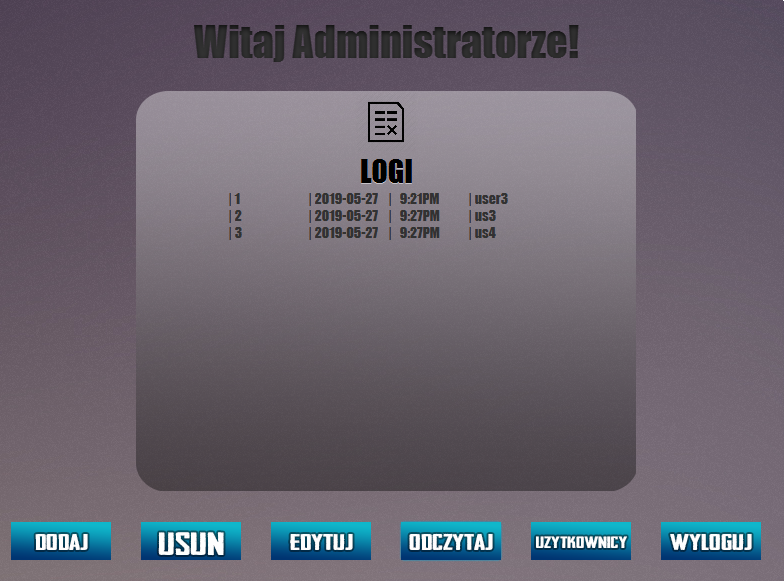 Witaj Administratorze!
LOGI
| 1 | 2019-05-27 | 9:21PM | user3
| 2 | 2019-05-27 | 9:27PM | us3
| 3 | 2019-05-27 | 9:27PM | us4
DODAJ USUN EDYTUJ ODCZYTAJ UZYTKOWNICY WYLOGUJ